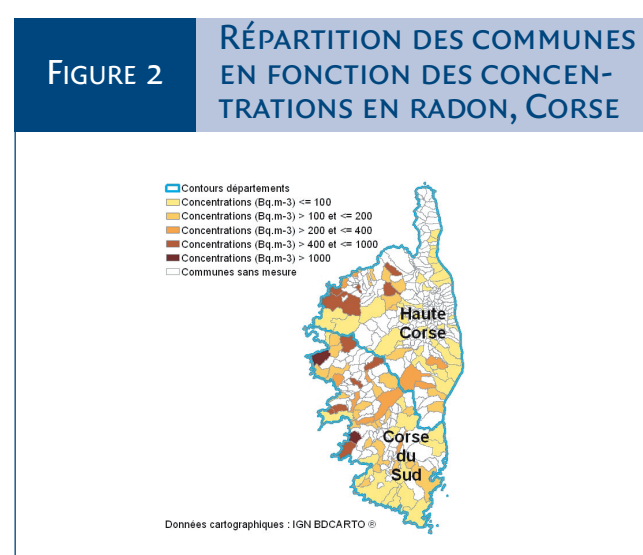 FIGURE 2
RÉPARTITION DES COMMUNES
EN FONCTION DES CONCEN-
TRATIONS EN RADON, CORSE
Contours départements
Concentrations (Bq.m-3) <= 100
Concentrations (Bq.m-3) > 100 et <= 200
Concentrations (Bq.m-3) > 200 et <= 400
Concentrations (Bq.m-3) > 400 et <= 1000
Concentrations (Bq.m-3) > 1000
Communes sans mesure
Haute
Corse
Corse
du
Sud
Données cartographiques : IGN BDCARTO ®